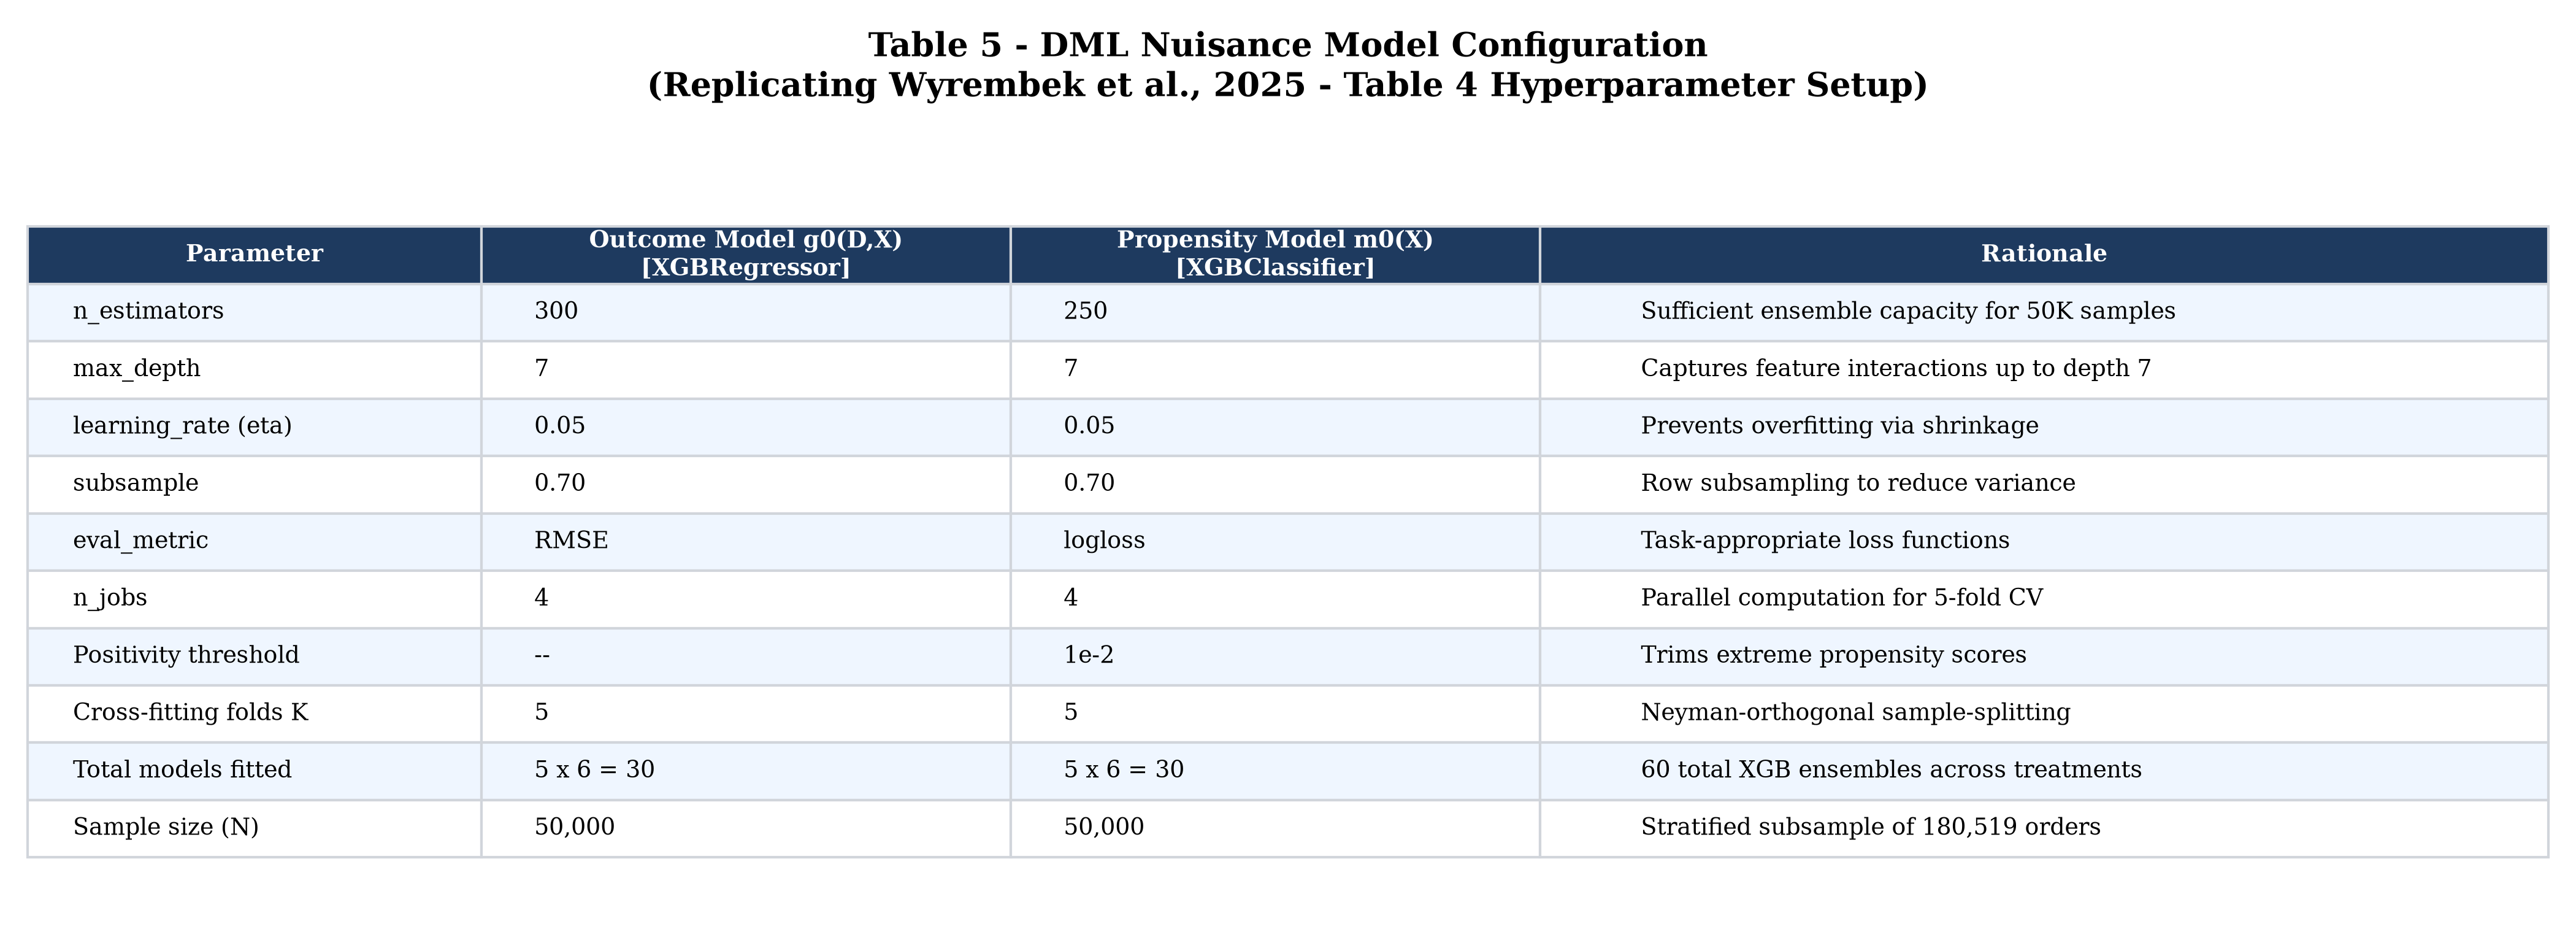 Table 5 - DML Nuisance Model Configuration
(Replicating Wyrembek et al., 2025 - Table 4 Hyperparameter Setup)
Parameter | Outcome Model g0(D,X) [XGBRegressor] | Propensity Model m0(X) [XGBClassifier] | Rationale
n_estimators | 300 | 250 | Sufficient ensemble capacity for 50K samples
max_depth | 7 | 7 | Captures feature interactions up to depth 7
learning_rate (eta) | 0.05 | 0.05 | Prevents overfitting via shrinkage
subsample | 0.70 | 0.70 | Row subsampling to reduce variance
eval_metric | RMSE | logloss | Task-appropriate loss functions
n_jobs | 4 | 4 | Parallel computation for 5-fold CV
Positivity threshold | -- | 1e-2 | Trims extreme propensity scores
Cross-fitting folds K | 5 | 5 | Neyman-orthogonal sample-splitting
Total models fitted | 5 x 6 = 30 | 5 x 6 = 30 | 60 total XGB ensembles across treatments
Sample size (N) | 50,000 | 50,000 | Stratified subsample of 180,519 orders